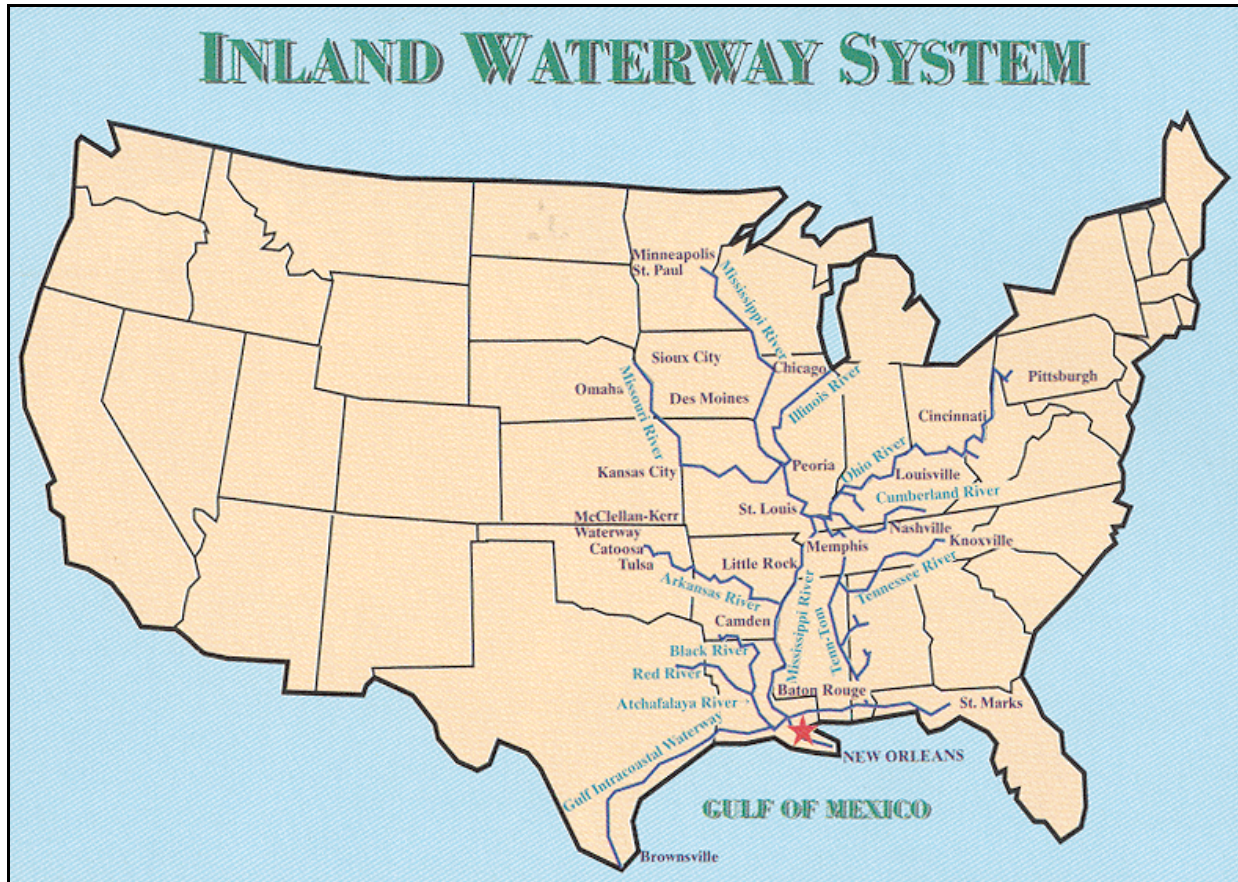 INLAND WATERWAY SYSTEM
Minneapolis
St. Paul
Mississippi River
Sioux City
Chicago
Omaha
Missouri River
Des Moines
Illinois River
Pittsburgh
Cincinnati
Kansas City
Peoria
Ohio River
Louisville
Cumberland River
McClellan-Kerr
Waterway
St. Louis
Nashville
Catoosa
Tulsa
Little Rock
Memphis
Knoxville
Arkansas River
Mississippi River
Tennessee River
Camden
Tenn-Tom
Black River
Red River
Baton Rouge
Atchafalaya River
St. Marks
Gulf Intracoastal Waterway
NEW ORLEANS
GULF OF MEXICO
Brownsville